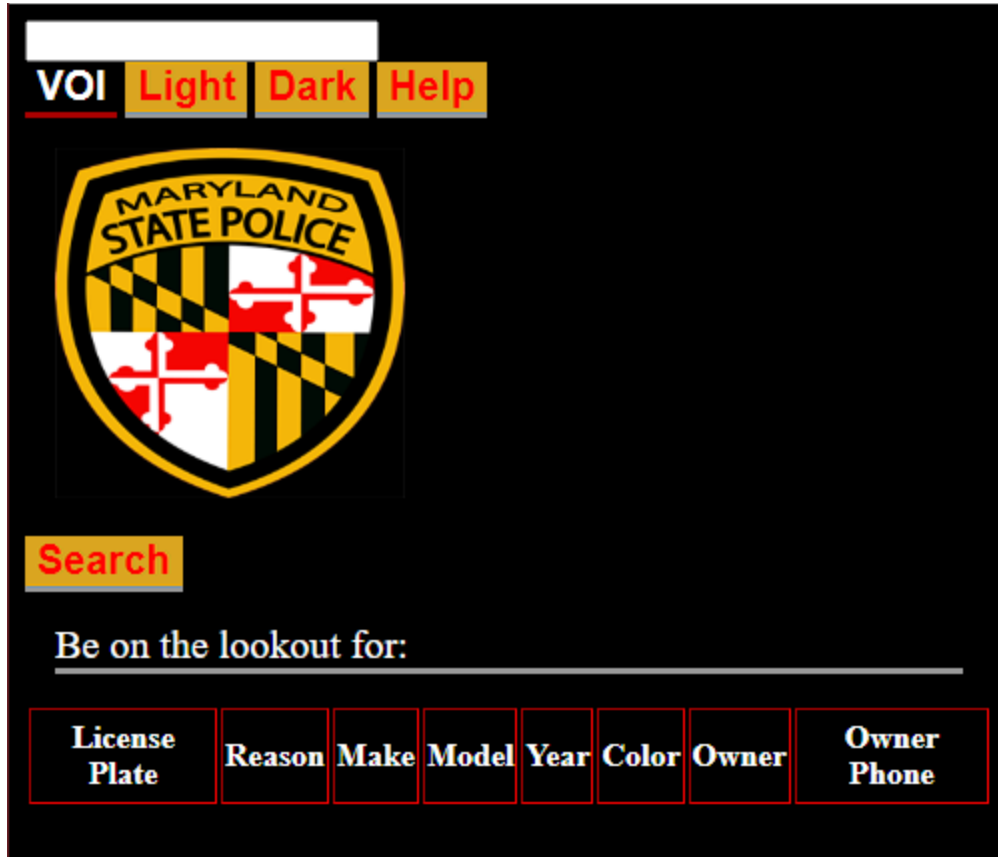 VOI Light Dark Help
MARYLAND
STATE POLICE
Search
Be on the lookout for:
License Plate Reason Make Model Year Color Owner Owner Phone